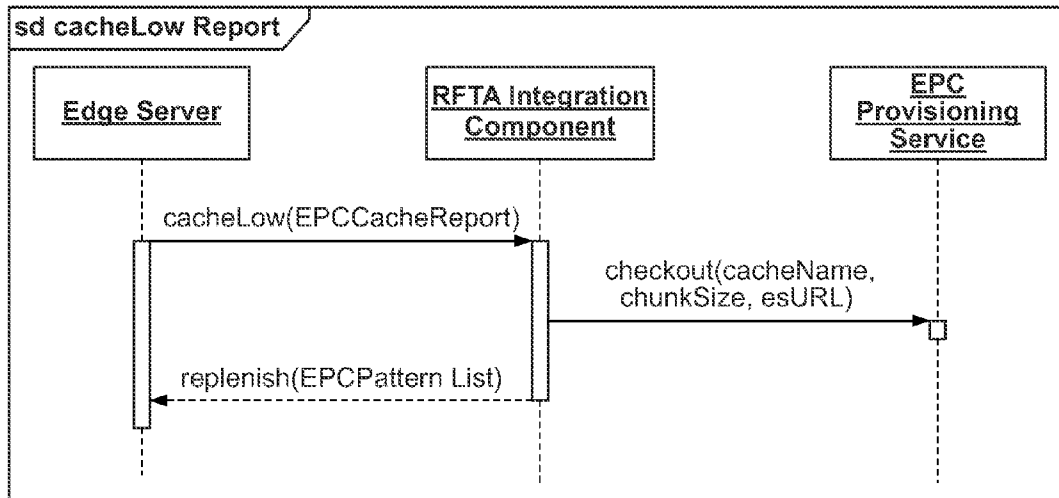 sd cacheLow Report
Edge Server
RFTA Integration
Component
EPC
Provisioning
Service
cacheLow(EPCCacheReport)
checkout(cacheName,
chunkSize, esURL)
replenish(EPCPattern List)